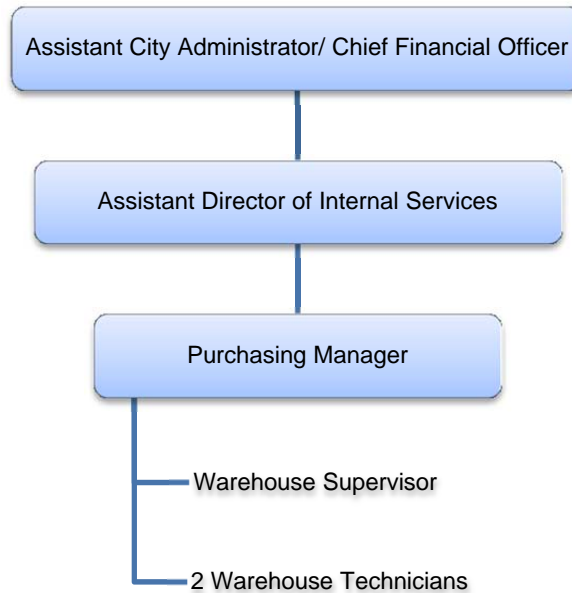 Assistant City Administrator/ Chief Financial Officer
Assistant Director of Internal Services
Purchasing Manager
Warehouse Supervisor
2 Warehouse Technicians